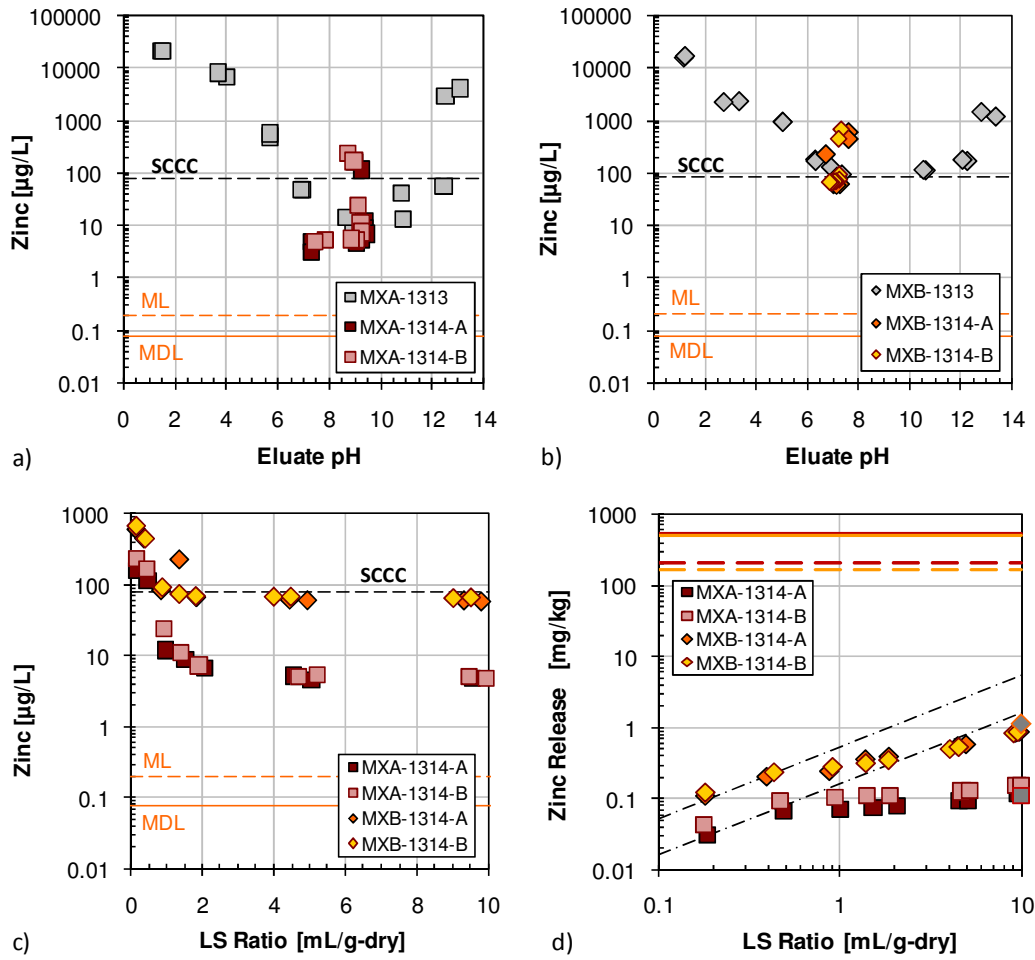 100000
10000
1000
100
10
1
0.1
0.01
Zinc [µg/L]
SCCC
ML
MDL
MXA-1313
MXA-1314-A
MXA-1314-B
0 2 4 6 8 10 12 14
a)
Eluate pH
100000
10000
1000
100
10
1
0.1
0.01
Zinc [µg/L]
SCCC
ML
MDL
MXB-1313
MXB-1314-A
MXB-1314-B
0 2 4 6 8 10 12 14
b)
Eluate pH
1000
100
10
1
0.1
0.01
Zinc [µg/L]
SCCC
ML
MDL
MXA-1314-A
MXA-1314-B
MXB-1314-A
MXB-1314-B
0 2 4 6 8 10
c)
LS Ratio [mL/g-dry]
1000
100
10
1
0.1
0.01
Zinc Release [mg/kg]
MXA-1314-A
MXA-1314-B
MXB-1314-A
MXB-1314-B
0.1 1 10
d)
LS Ratio [mL/g-dry]